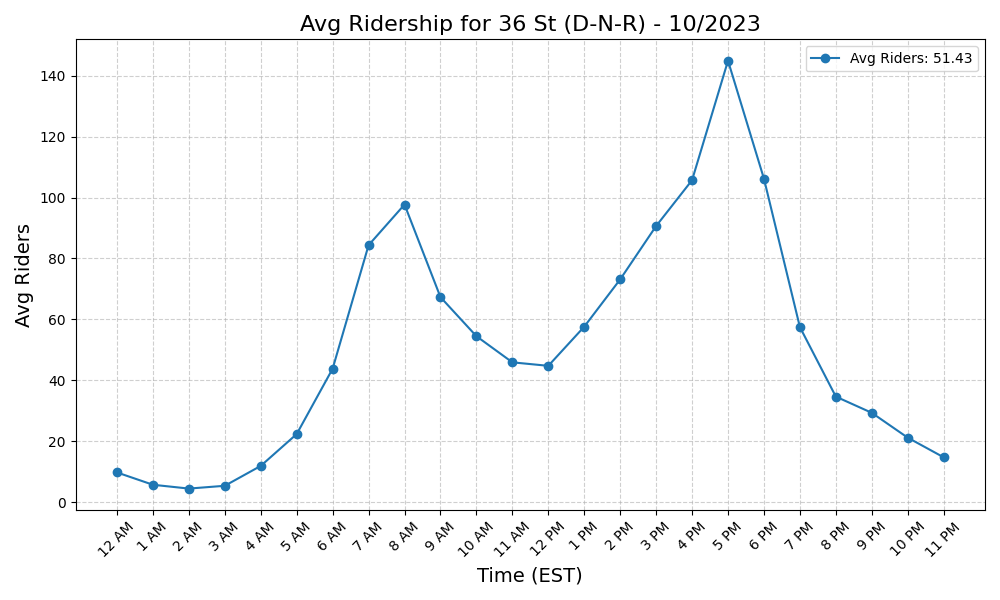 Avg Ridership for 36 St (D-N-R) - 10/2023
Avg Riders: 51.43
Avg Riders
140
120
100
80
60
40
20
0
12 AM
1 AM
2 AM
3 AM
4 AM
5 AM
6 AM
7 AM
8 AM
9 AM
10 AM
11 AM
12 PM
1 PM
2 PM
3 PM
4 PM
5 PM
6 PM
7 PM
8 PM
9 PM
10 PM
11 PM
Time (EST)